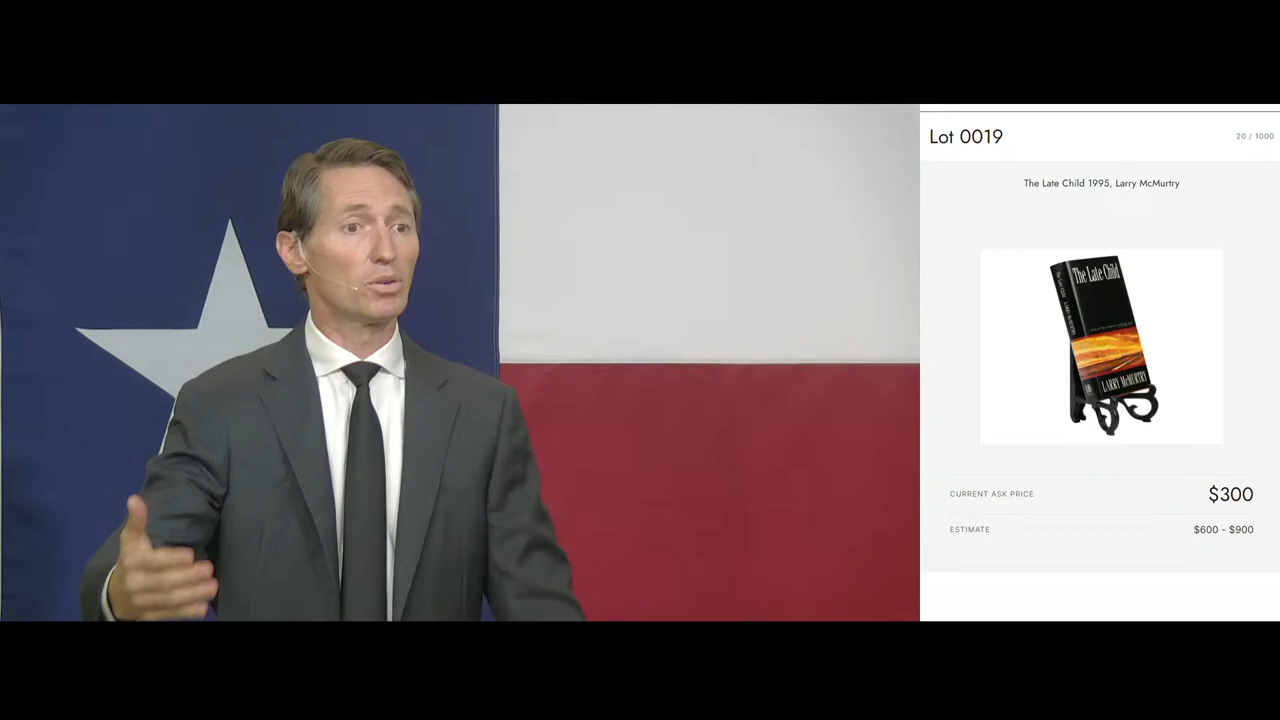 Lot 0019
20 / 1000
The Late Child 1995, Larry McMurtry
The Late Child
LARRY McMURTRY
CURRENT ASK PRICE
$300
ESTIMATE
$600 - $900